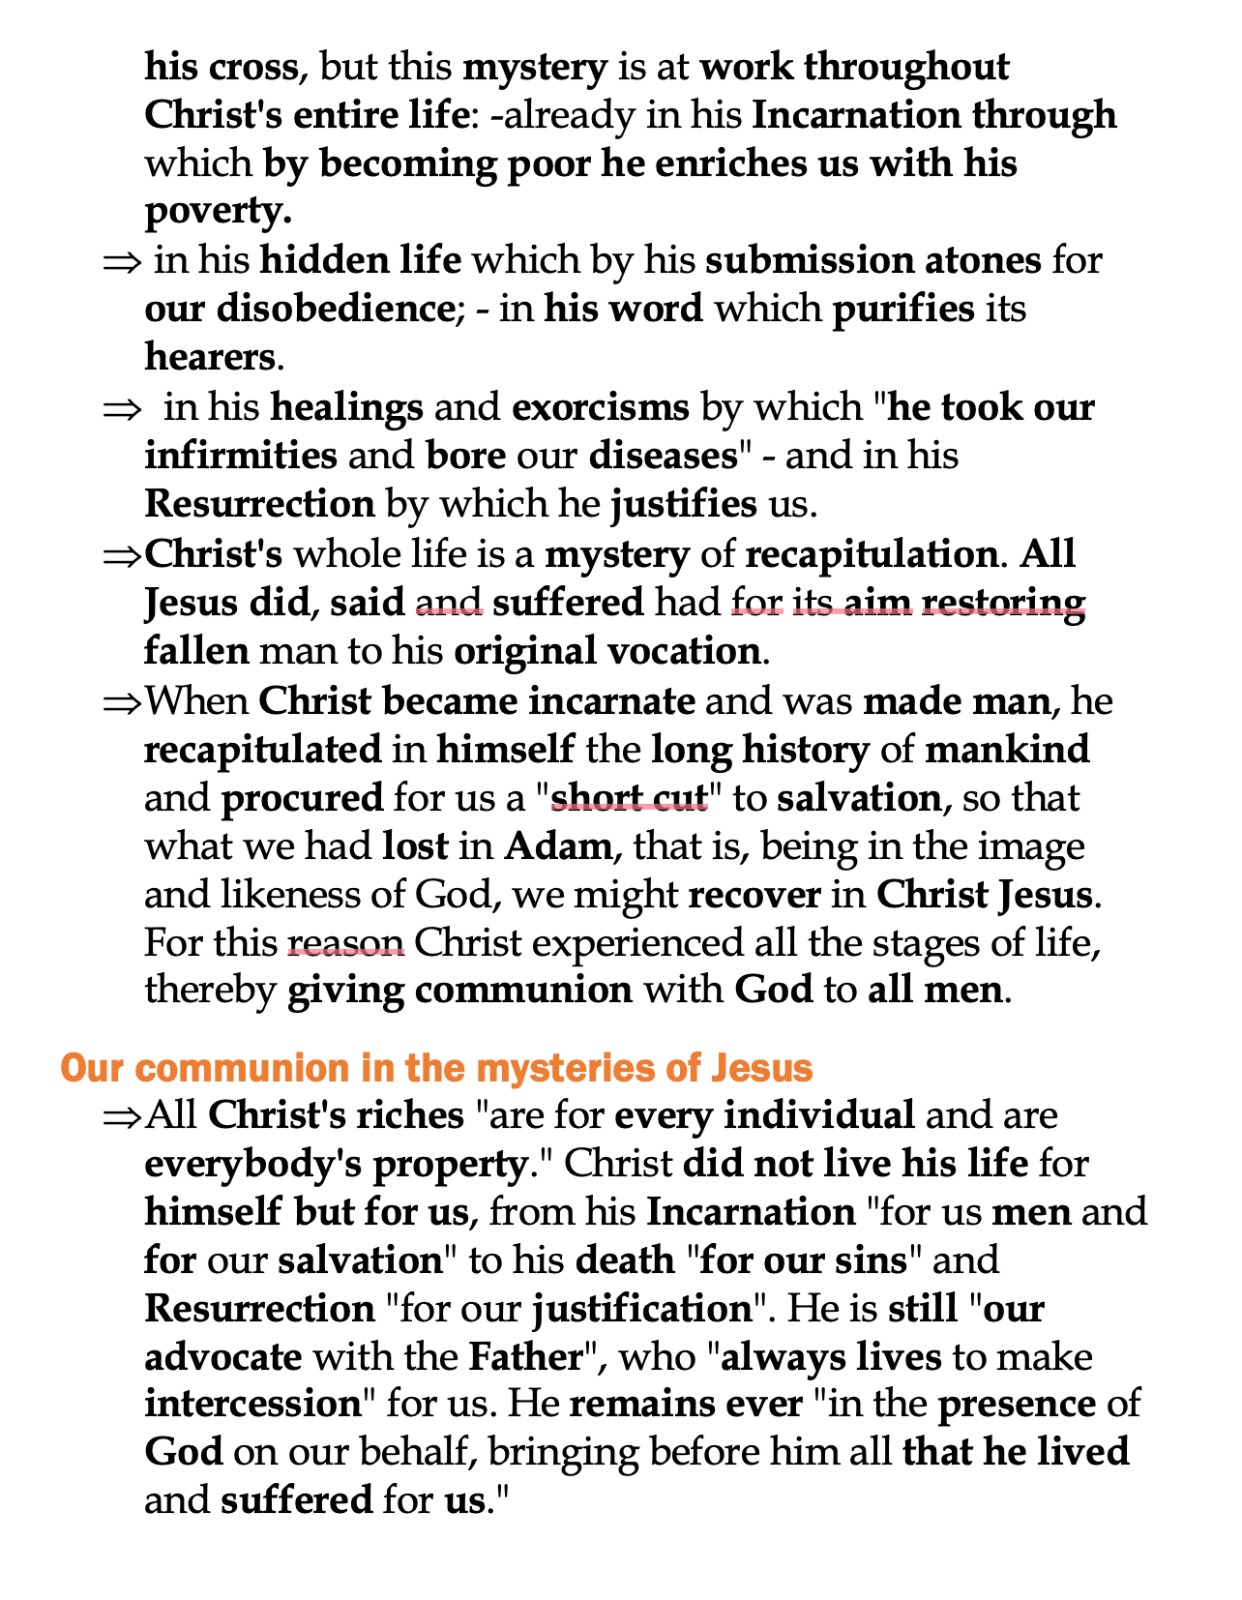 his cross, but this mystery is at work throughout
Christ's entire life: -already in his Incarnation through
which by becoming poor he enriches us with his
poverty.
⇒ in his hidden life which by his submission atones for
our disobedience; - in his word which purifies its
hearers.
⇒ in his healings and exorcisms by which "he took our
infirmities and bore our diseases" - and in his
Resurrection by which he justifies us.
⇒Christ's whole life is a mystery of recapitulation. All
Jesus did, said and suffered had for its aim restoring
fallen man to his original vocation.
⇒When Christ became incarnate and was made man, he
recapitulated in himself the long history of mankind
and procured for us a "short cut" to salvation, so that
what we had lost in Adam, that is, being in the image
and likeness of God, we might recover in Christ Jesus.
For this reason Christ experienced all the stages of life,
thereby giving communion with God to all men.
Our communion in the mysteries of Jesus
⇒All Christ's riches "are for every individual and are
everybody's property." Christ did not live his life for
himself but for us, from his Incarnation "for us men and
for our salvation" to his death "for our sins" and
Resurrection "for our justification". He is still "our
advocate with the Father", who "always lives to make
intercession" for us. He remains ever "in the presence of
God on our behalf, bringing before him all that he lived
and suffered for us."